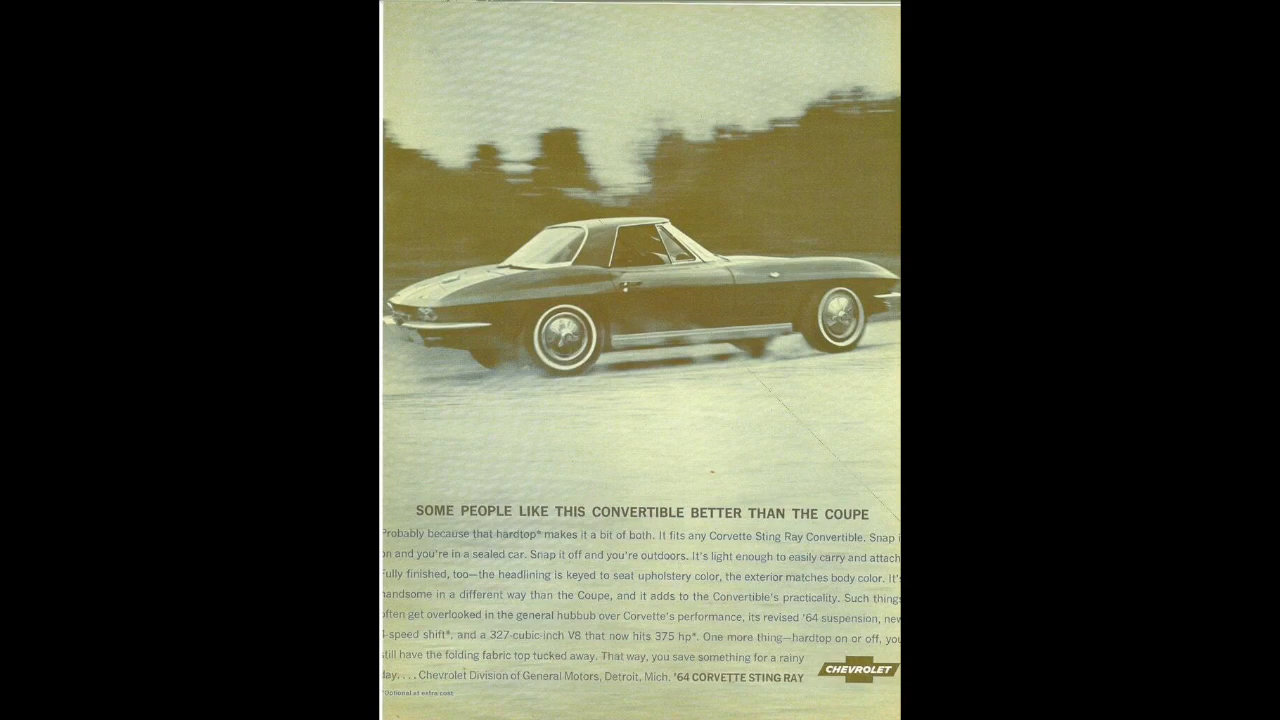 SOME PEOPLE LIKE THIS CONVERTIBLE BETTER THAN THE COUPE
Probably because that hardtop* makes it a bit of both. It fits any Corvette Sting Ray Convertible. Snap i
on and you're in a sealed car. Snap it off and you're outdoors. It's light enough to easily carry and attach
Fully finished, too—the headlining is keyed to seat upholstery color, the exterior matches body color. It's
handsome in a different way than the Coupe, and it adds to the Convertible's practicality. Such things
often get overlooked in the general hubbub over Corvette's performance, its revised '64 suspension, new
4-speed shift*, and a 327-cubic-inch V8 that now hits 375 hp*. One more thing—hardtop on or off, you
still have the folding fabric top tucked away. That way, you save something for a rainy
day. . . . Chevrolet Division of General Motors, Detroit, Mich. '64 CORVETTE STING RAY
CHEVROLET
*Optional at extra cost